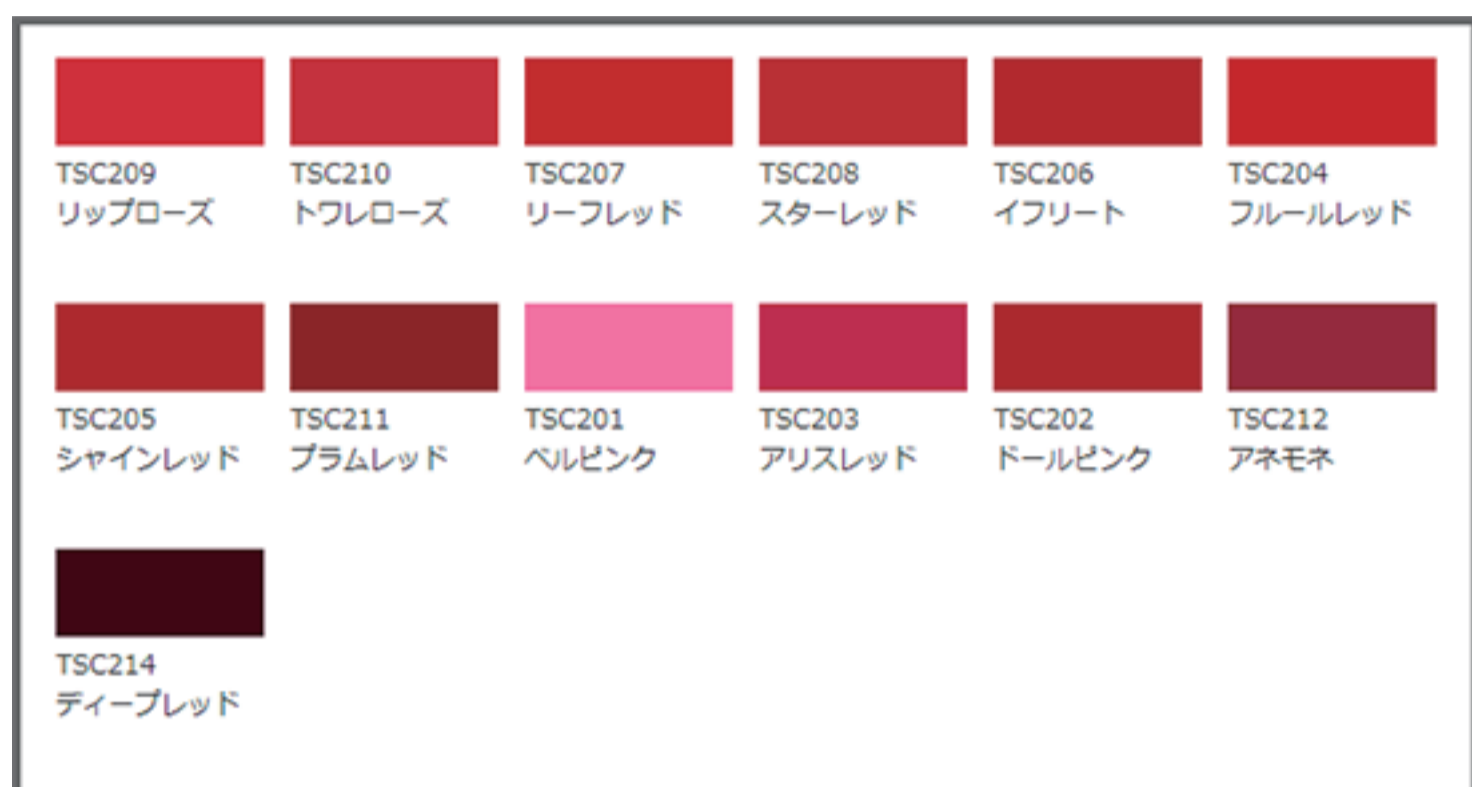 TSC209 TSC210 TSC207 TSC208 TSC206 TSC204
リップローズ トワレローズ リーフレッド スターレッド イフリート フルールレッド
TSC205 TSC211 TSC201 TSC203 TSC202 TSC212
シャインレッド プラムレッド ベルピンク アリスレッド ドールピンク アネモネ
TSC214
ディープレッド